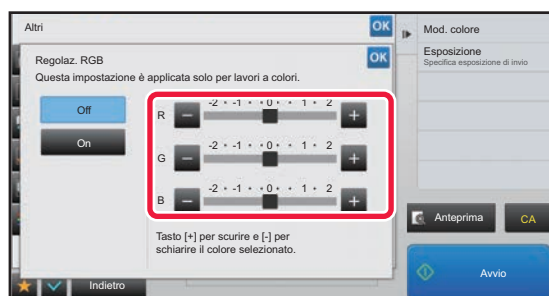 Altri
OK
Regolaz. RGB
OK
Questa impostazione è applicata solo per lavori a colori.
Off
On
R
-2 • -1 • • 0 • • 1 • 2
G
-2 • -1 • • 0 • • 1 • 2
B
-2 • -1 • • 0 • • 1 • 2
Tasto [+] per scurire e [-] per
schiarire il colore selezionato.
Indietro
Mod. colore
Esposizione
Specifica esposizione di invio
Anteprima
CA
Avvio